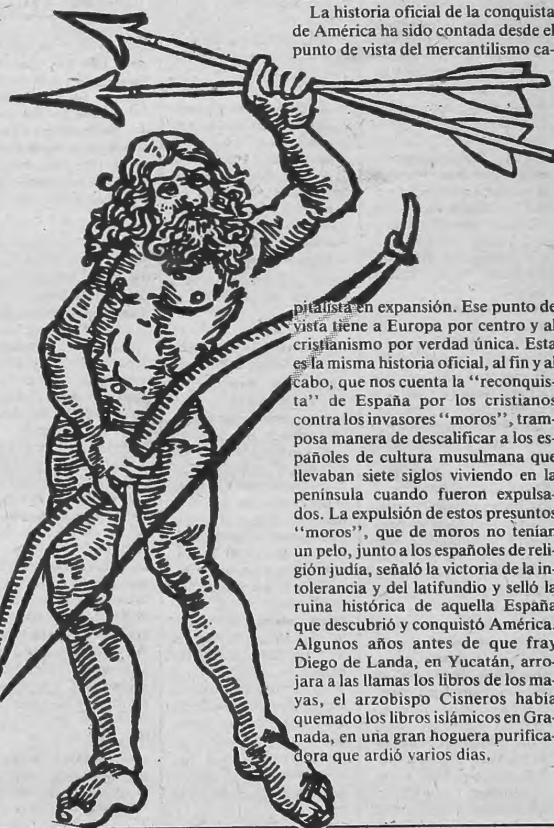 La historia oficial de la conquista
de América ha sido contada desde el
punto de vista del mercantilismo ca-
pitalista en expansión. Ese punto de
vista tiene a Europa por centro y al
cristianismo por verdad única. Esta
es la misma historia oficial, al fin y al
cabo, que nos cuenta la "reconquis-
ta" de España por los cristianos
contra los invasores "moros", tram-
posa manera de descalificar a los es-
pañoles de cultura musulmana que
llevaban siete siglos viviendo en la
península cuando fueron expulsa-
dos. La expulsión de estos presuntos
"moros", que de moros no tenían
un pelo, junto a los españoles de reli-
gión judía, señaló la victoria de la in-
tolerancia y del latifundio y selló la
ruina histórica de aquella España
que descubrió y conquistó América.
Algunos años antes de que fray
Diego de Landa, en Yucatán, arro-
jara a las llamas los libros de los ma-
yas, el arzobispo Cisneros había
quemado los libros islámicos en Gra-
nada, en una gran hoguera purifica-
dora que ardió varios días.